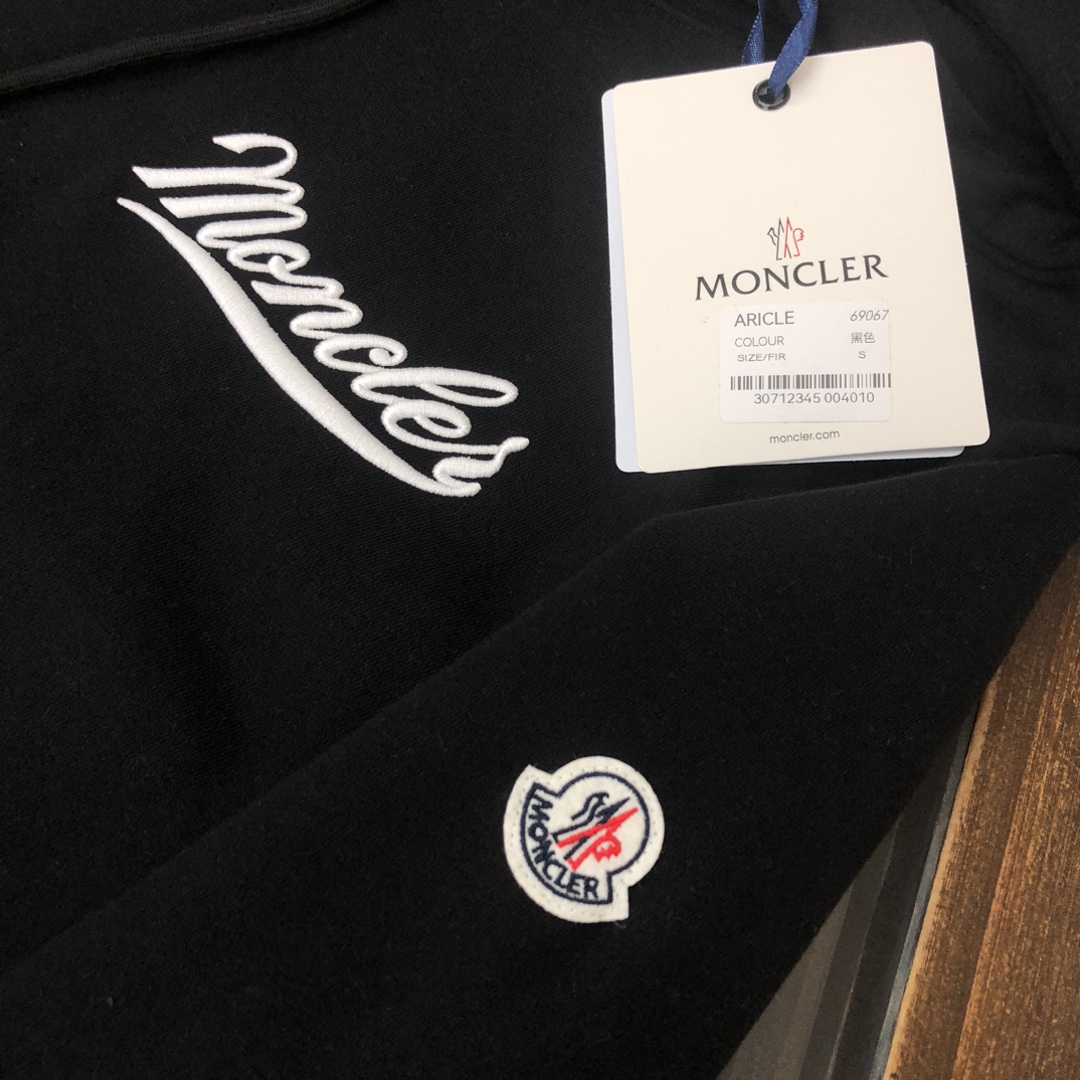 Moncler
MONCLER
ARICLE 69067
COLOUR 黑色
SIZE/FIR S
30712345 004010
moncler.com
MONCLER